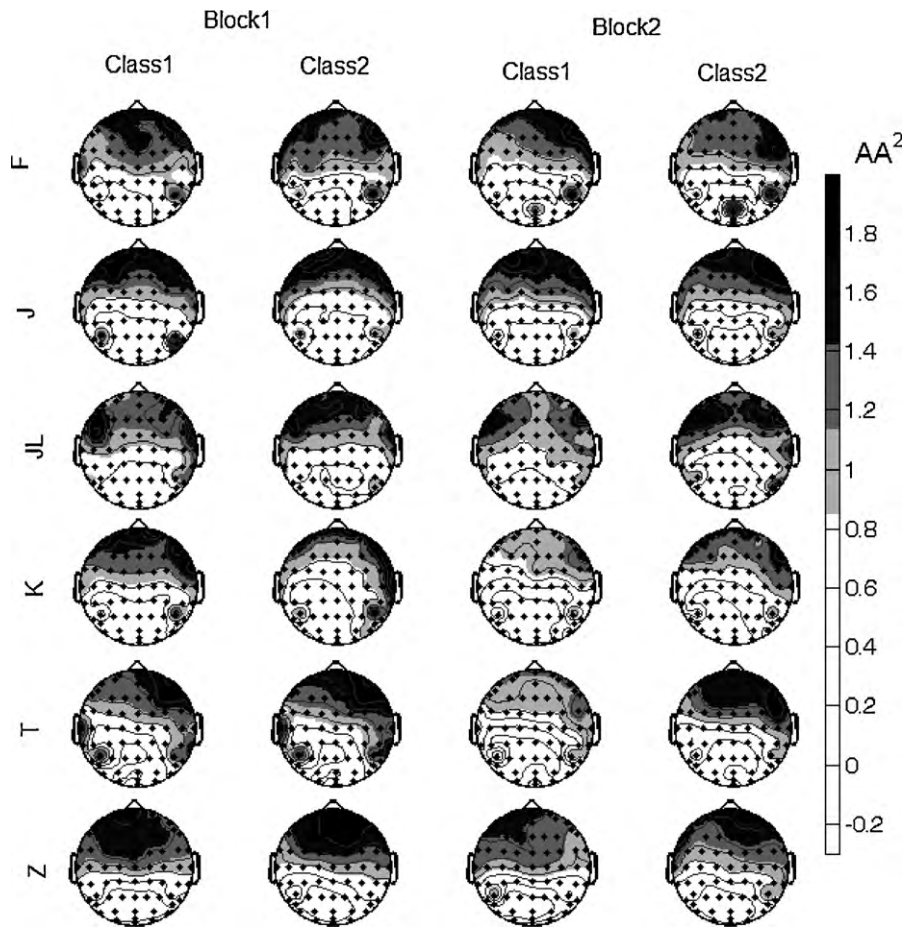 Block1
Block2
Class1
Class2
Class1
Class2
F
J
JL
K
T
Z
AA²
1.8
1.6
1.4
1.2
1
0.8
0.6
0.4
0.2
0
-0.2